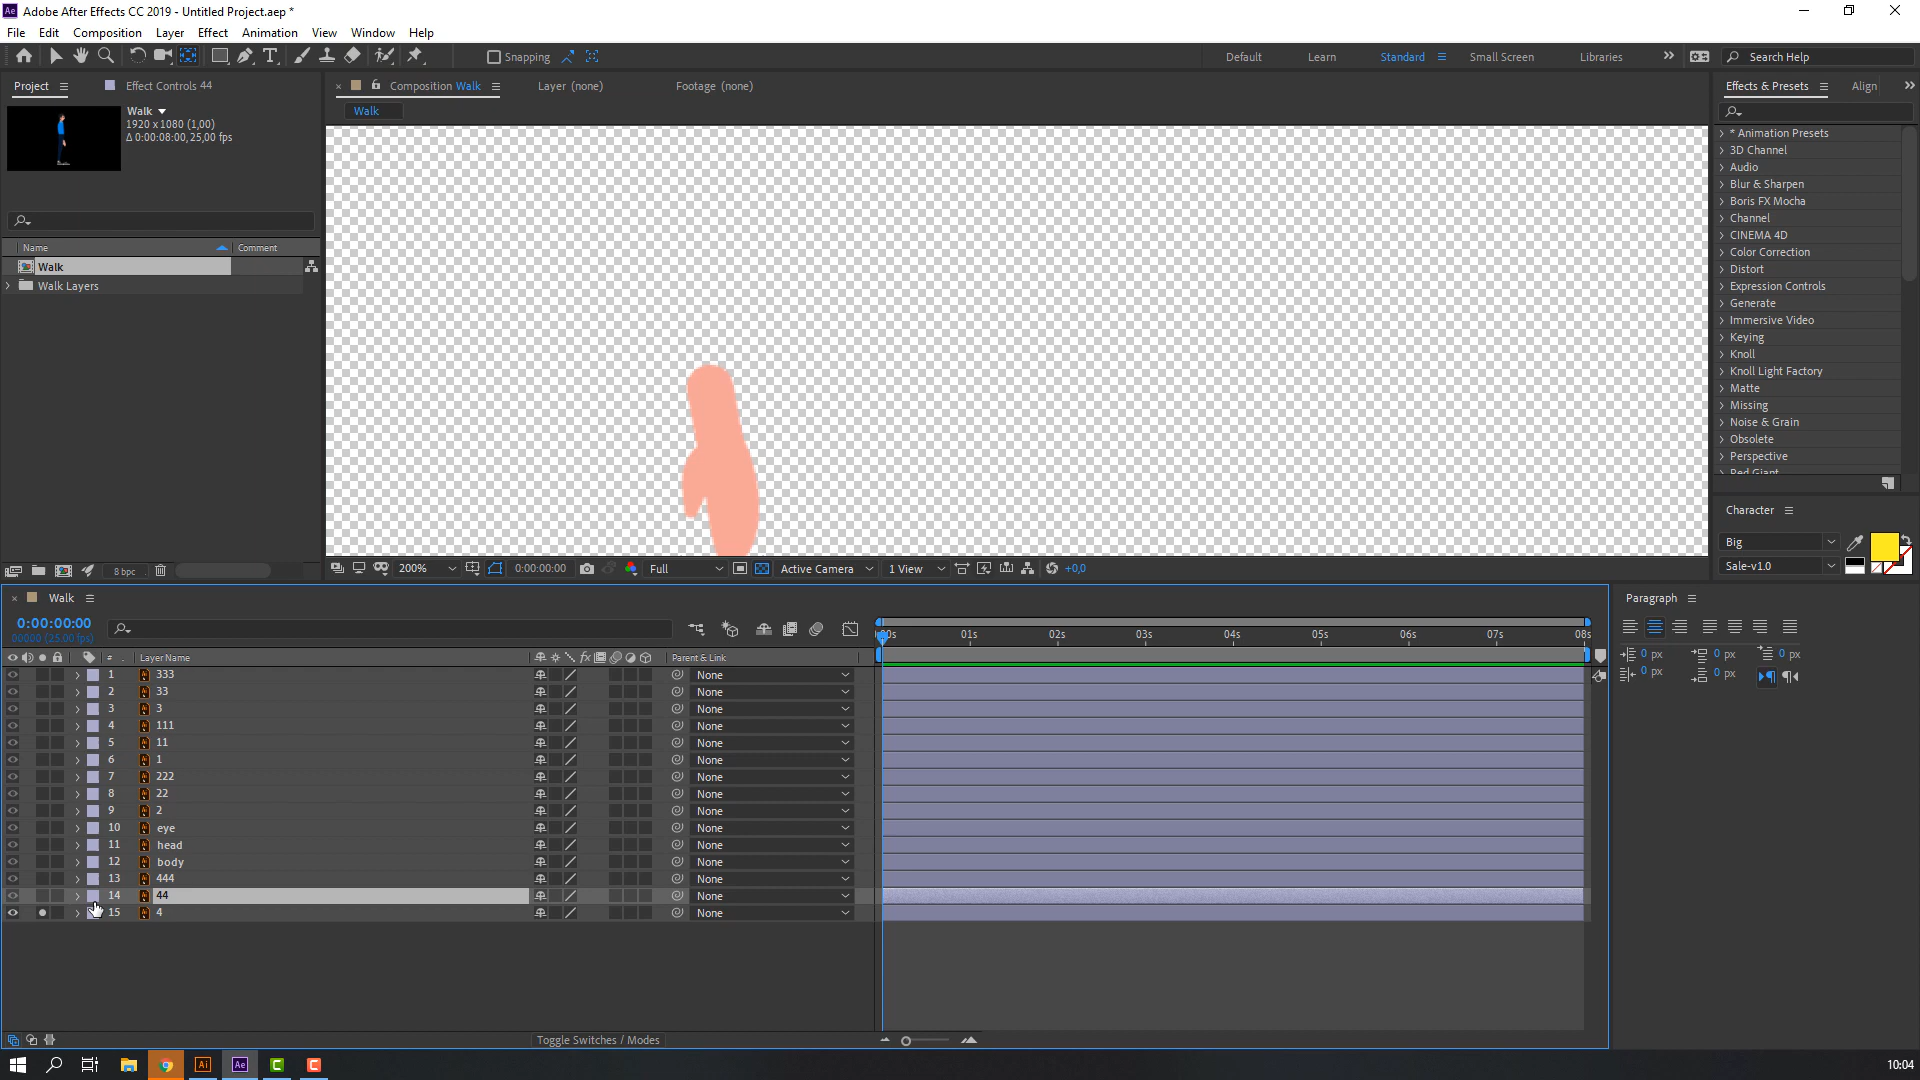 Adobe After Effects CC 2019 - Untitled Project.aep *
File Edit Composition Layer Effect Animation View Window Help
Snapping
Default Learn Standard Small Screen Libraries Search Help
Project Effect Controls 44
Composition Walk Layer (none) Footage (none)
Effects & Presets Align
Walk
Walk
1920 x 1080 (1,00)
Δ 0:00:08:00, 25,00 fps
Name Comment
Walk
Walk Layers
* Animation Presets
3D Channel
Audio
Blur & Sharpen
Boris FX Mocha
Channel
CINEMA 4D
Color Correction
Distort
Expression Controls
Generate
Immersive Video
Keying
Knoll
Knoll Light Factory
Matte
Missing
Noise & Grain
Obsolete
Perspective
Red Giant
Character
Big
Sale-v1.0
8 bpc
200% 0:00:00:00 Full Active Camera 1 View +0,0
Walk
0:00:00:00
00000 (25.00 fps)
01s 02s 03s 04s 05s 06s 07s 08s
# Layer Name Parent & Link
1 333 None
2 33 None
3 3 None
4 111 None
5 11 None
6 1 None
7 222 None
8 22 None
9 2 None
10 eye None
11 head None
12 body None
13 444 None
14 44 None
15 4 None
Toggle Switches / Modes
Paragraph
0 px 0 px 0 px
0 px 0 px
10:04